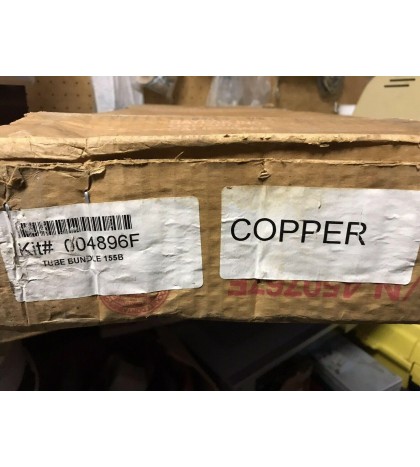 Kit# 004896F
TUBE BUNDLE 155B
COPPER